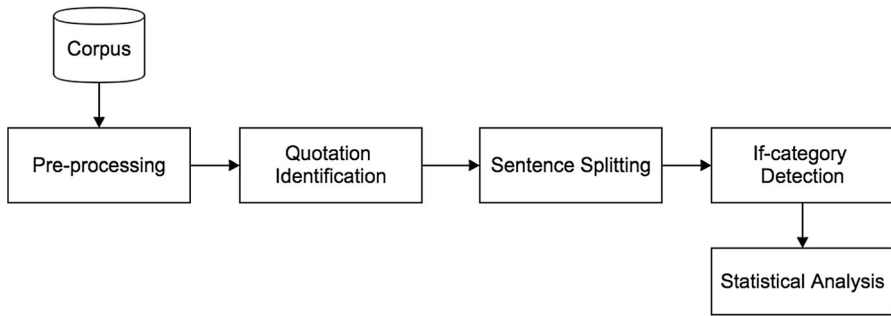 Corpus
Pre-processing
Quotation
Identification
Sentence Splitting
If-category
Detection
Statistical Analysis